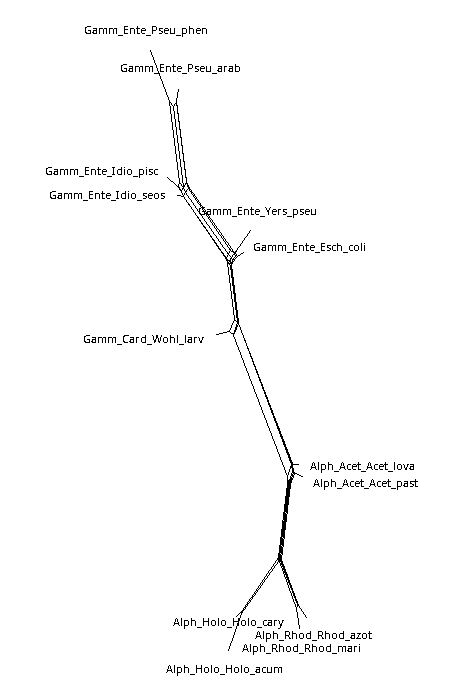 Gamm_Ente_Pseu_phen
Gamm_Ente_Pseu_arab
Gamm_Ente_Idio_pisc
Gamm_Ente_Idio_seos
Gamm_Ente_Yers_pseu
Gamm_Ente_Esch_coli
Gamm_Card_Wohl_larv
Alph_Acet_Acet_lova
Alph_Acet_Acet_past
Alph_Holo_Holo_cary
Alph_Rhod_Rhod_azot
Alph_Rhod_Rhod_mari
Alph_Holo_Holo_acum